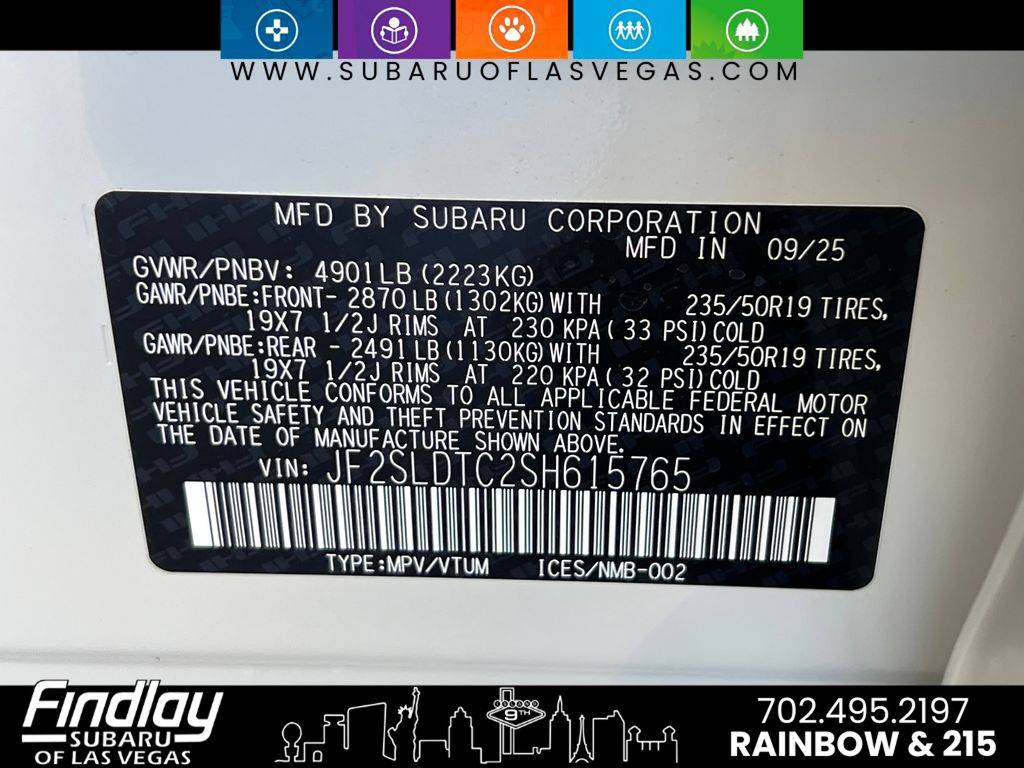 WWW.SUBARUOFLASVEGAS.COM
MFD BY SUBARU CORPORATION
MFD IN 09/25
GVWR/PNBV: 4901LB (2223KG)
GAWR/PNBE:FRONT- 2870LB (1302KG)WITH 235/50R19 TIRES,
19X7 1/2J RIMS AT 230 KPA( 33 PSI)COLD
GAWR/PNBE:REAR - 2491LB (1130KG)WITH 235/50R19 TIRES,
19X7 1/2J RIMS AT 220 KPA( 32 PSI)COLD
THIS VEHICLE CONFORMS TO ALL APPLICABLE FEDERAL MOTOR
VEHICLE SAFETY AND THEFT PREVENTION STANDARDS IN EFFECT ON
THE DATE OF MANUFACTURE SHOWN ABOVE.
VIN: JF2SLDTC2SH615765
TYPE:MPV/VTUM ICES/NMB-002
Findlay
SUBARU
OF LAS VEGAS
9TH
702.495.2197
RAINBOW & 215